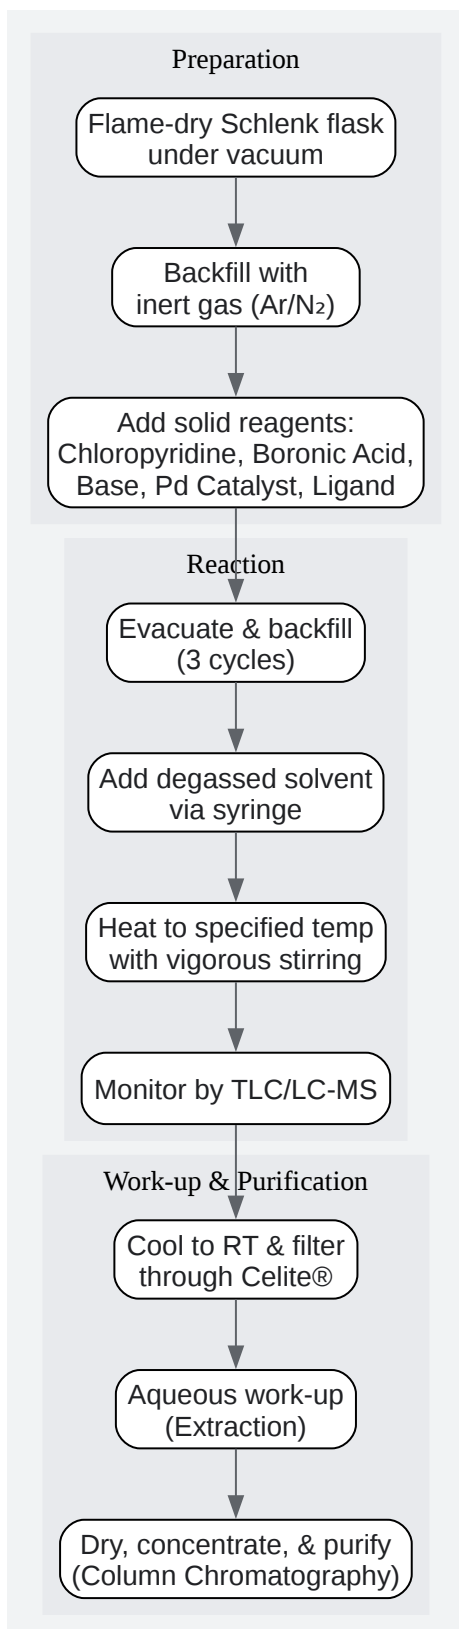 Preparation
Flame-dry Schlenk flask
under vacuum
Backfill with
inert gas (Ar/N₂)
Add solid reagents:
Chloropyridine, Boronic Acid,
Base, Pd Catalyst, Ligand
Reaction
Evacuate & backfill
(3 cycles)
Add degassed solvent
via syringe
Heat to specified temp
with vigorous stirring
Monitor by TLC/LC-MS
Work-up & Purification
Cool to RT & filter
through Celite®
Aqueous work-up
(Extraction)
Dry, concentrate, & purify
(Column Chromatography)